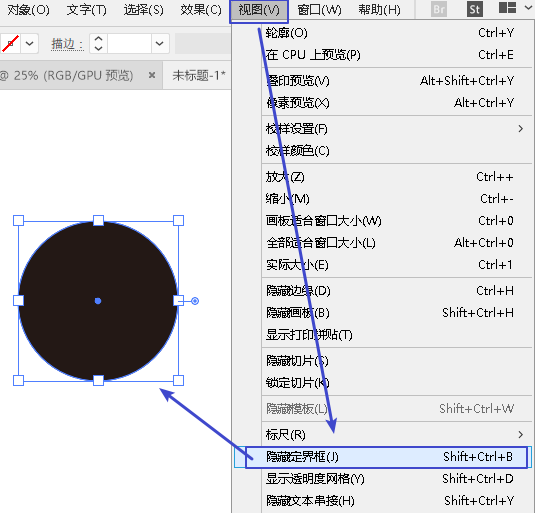 对象(O) 文字(T) 选择(S) 效果(C) 视图(V) 窗口(W) 帮助(H) Br St
描边:
@ 25% (RGB/GPU 预览) × 未标题-1*
轮廓(O) Ctrl+Y
在 CPU 上预览(P) Ctrl+E
叠印预览(V) Alt+Shift+Ctrl+Y
像素预览(X) Alt+Ctrl+Y
校样设置(F)
校样颜色(C)
放大(Z) Ctrl++
缩小(M) Ctrl+-
画板适合窗口大小(W) Ctrl+0
全部适合窗口大小(L) Alt+Ctrl+0
实际大小(E) Ctrl+1
隐藏边缘(D) Ctrl+H
隐藏画板(B) Shift+Ctrl+H
显示打印拼贴(T)
隐藏切片(S)
锁定切片(K)
隐藏模板(L) Shift+Ctrl+W
标尺(R)
隐藏定界框(J) Shift+Ctrl+B
显示透明度网格(Y) Shift+Ctrl+D
隐藏文本串接(H) Shift+Ctrl+Y